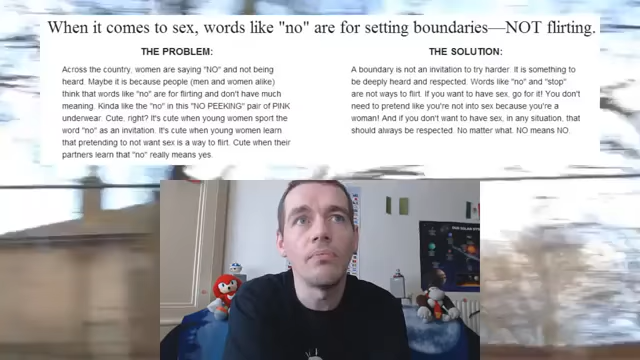 When it comes to sex, words like "no" are for setting boundaries—NOT flirting.
THE PROBLEM:
Across the country, women are saying "NO" and not being
heard. Maybe it is because people (men and women alike)
think that words like "no" are for flirting and don't have much
meaning. Kinda like the "no" in this "NO PEEKING" pair of PINK
underwear. Cute, right? It's cute when young women sport the
word "no" as an invitation. It's cute when young women learn
that pretending to not want sex is a way to flirt. Cute when their
partners learn that "no" really means yes.
THE SOLUTION:
A boundary is not an invitation to try harder. It is something to
be deeply heard and respected. Words like "no" and "stop"
are not ways to flirt. If you want to have sex, go for it! You don't
need to pretend like you're not into sex because you're a
woman! And if you don't want to have sex, in any situation, that
should always be respected. No matter what. NO means NO.